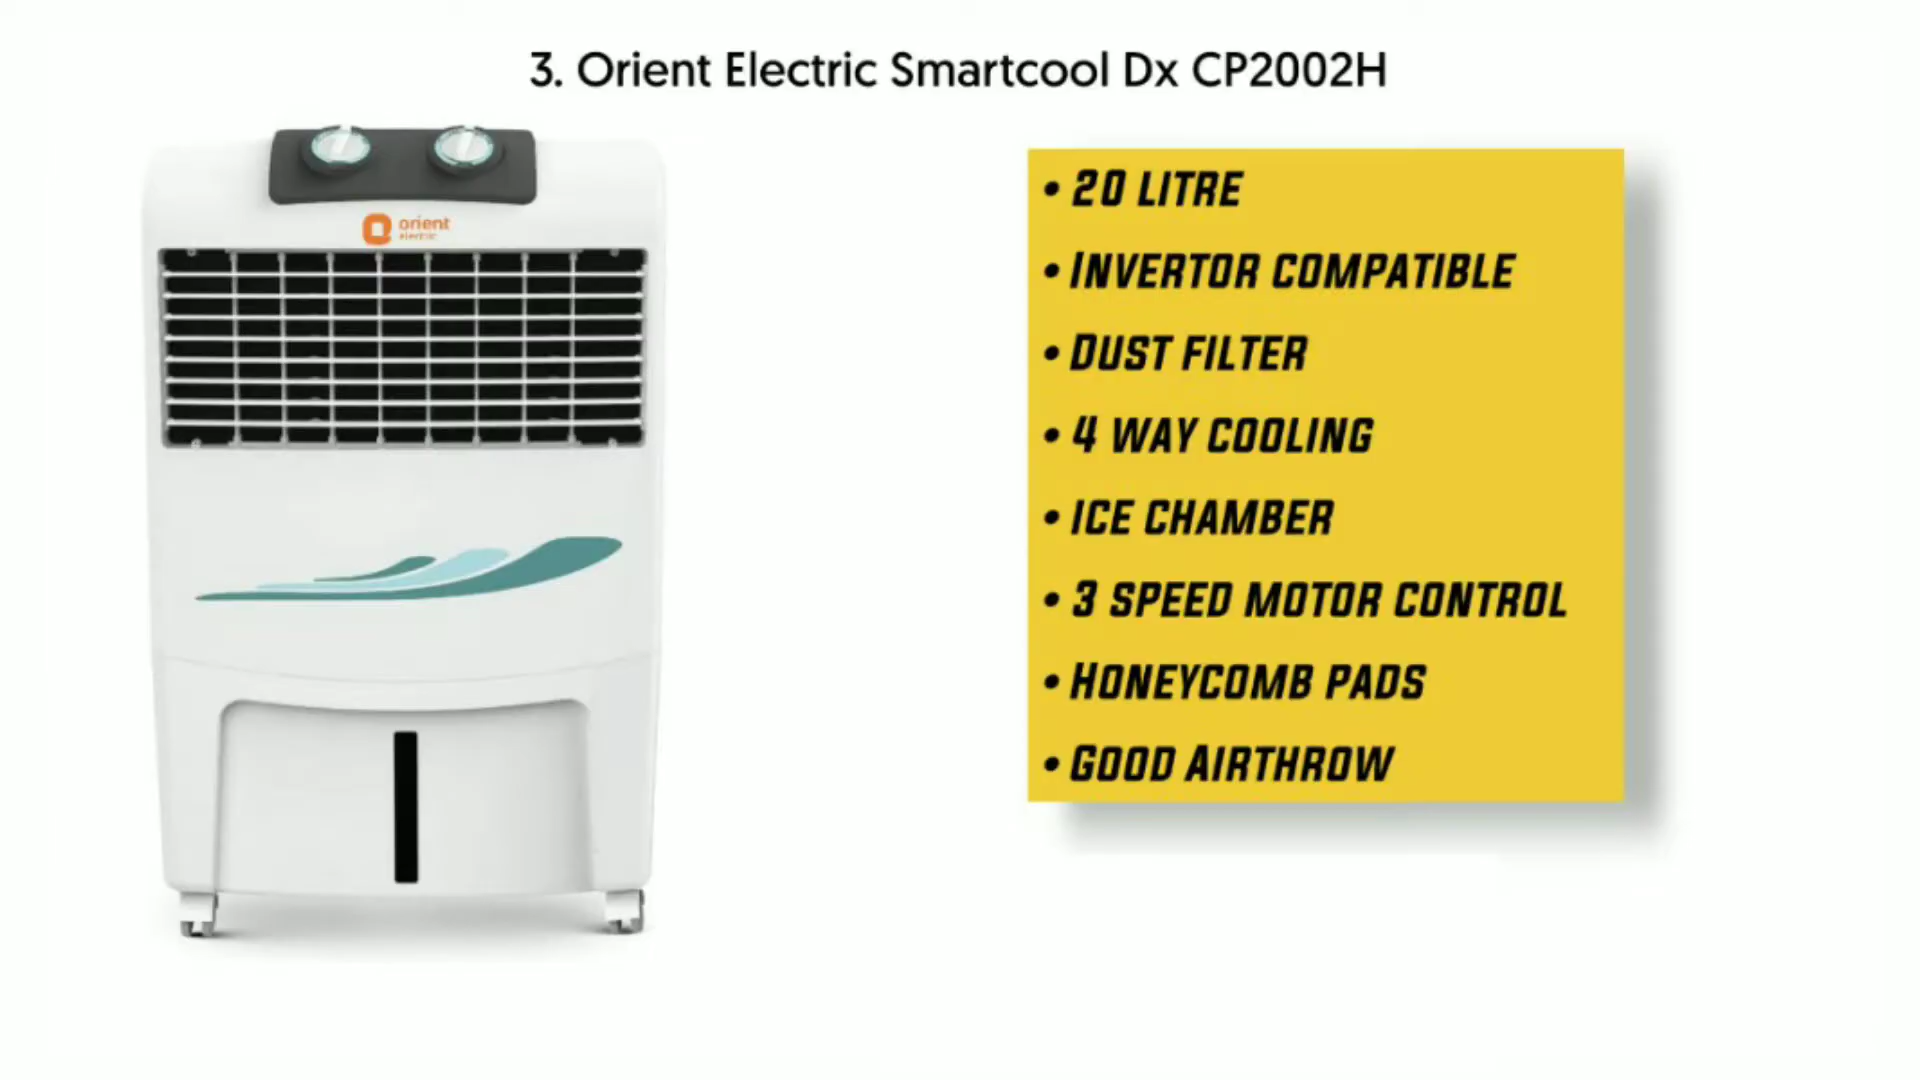 3. Orient Electric Smartcool Dx CP2002H
orient
electric
• 20 LITRE
• INVERTOR COMPATIBLE
• DUST FILTER
• 4 WAY COOLING
• ICE CHAMBER
• 3 SPEED MOTOR CONTROL
• HONEYCOMB PADS
• GOOD AIRTHROW